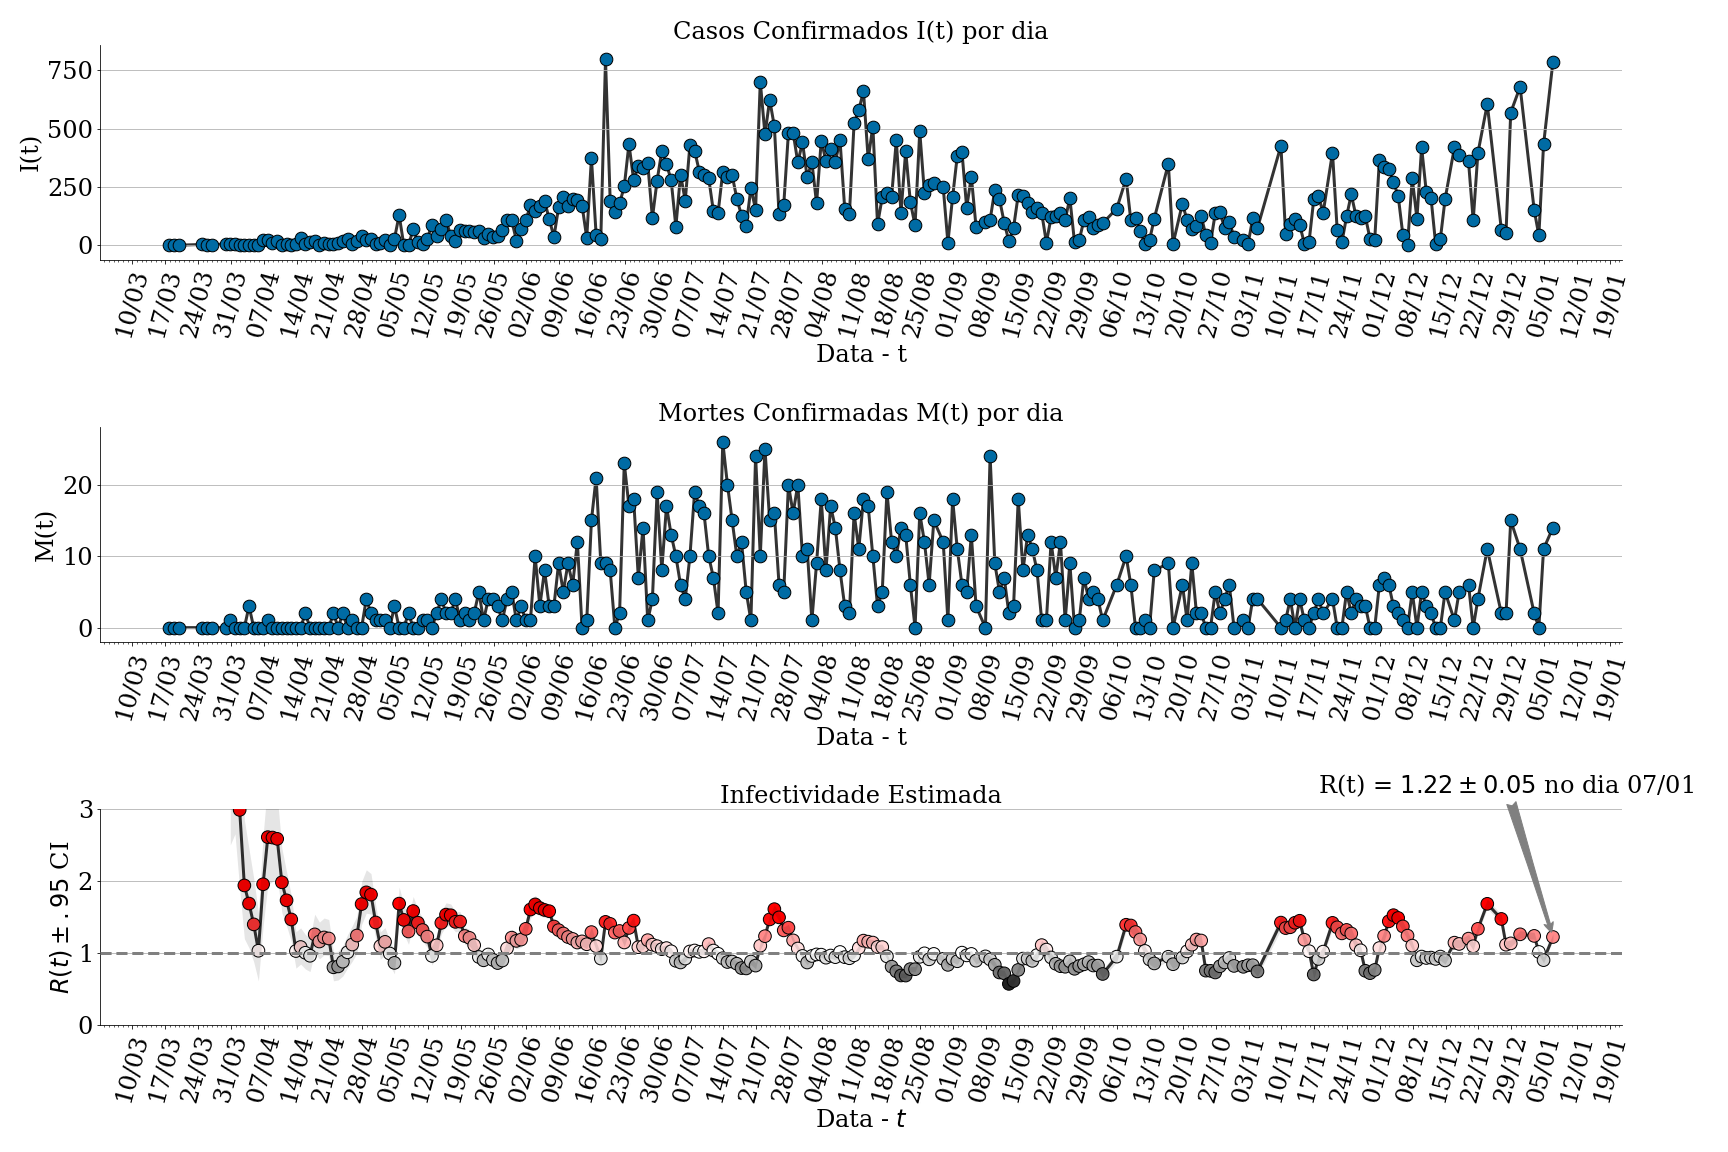 Casos Confirmados I(t) por dia
I(t)
750
500
250
0
10/03 17/03 24/03 31/03 07/04 14/04 21/04 28/04 05/05 12/05 19/05 26/05 02/06 09/06 16/06 23/06 30/06 07/07 14/07 21/07 28/07 04/08 11/08 18/08 25/08 01/09 08/09 15/09 22/09 29/09 06/10 13/10 20/10 27/10 03/11 10/11 17/11 24/11 01/12 08/12 15/12 22/12 29/12 05/01 12/01 19/01
Data - t
Mortes Confirmadas M(t) por dia
M(t)
20
10
0
10/03 17/03 24/03 31/03 07/04 14/04 21/04 28/04 05/05 12/05 19/05 26/05 02/06 09/06 16/06 23/06 30/06 07/07 14/07 21/07 28/07 04/08 11/08 18/08 25/08 01/09 08/09 15/09 22/09 29/09 06/10 13/10 20/10 27/10 03/11 10/11 17/11 24/11 01/12 08/12 15/12 22/12 29/12 05/01 12/01 19/01
Data - t
R(t) = 1.22 ± 0.05 no dia 07/01
Infectividade Estimada
R(t) ± .95 CI
3
2
1
0
10/03 17/03 24/03 31/03 07/04 14/04 21/04 28/04 05/05 12/05 19/05 26/05 02/06 09/06 16/06 23/06 30/06 07/07 14/07 21/07 28/07 04/08 11/08 18/08 25/08 01/09 08/09 15/09 22/09 29/09 06/10 13/10 20/10 27/10 03/11 10/11 17/11 24/11 01/12 08/12 15/12 22/12 29/12 05/01 12/01 19/01
Data - t